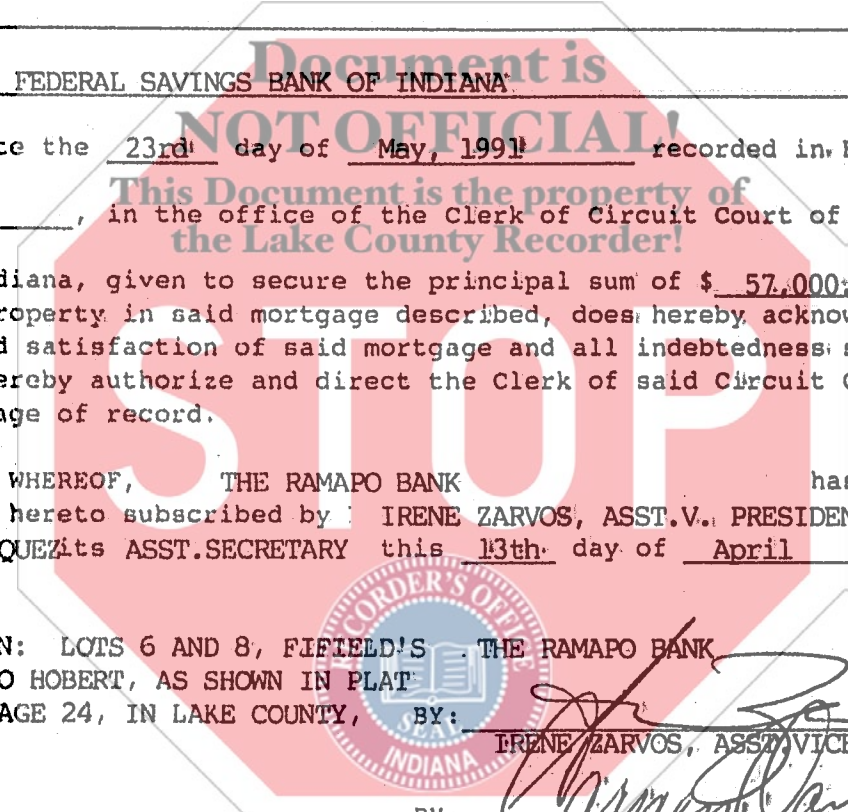 Document is
FEDERAL SAVINGS BANK OF INDIANA
NOT OFFICIAL!
ce the 23rd day of May, 1991 recorded in
This Document is the property of
, in the office of the Clerk of Circuit Court of
the Lake County Recorder!
diana, given to secure the principal sum of $ 57,000
roperty in said mortgage described, does hereby acknow
d satisfaction of said mortgage and all indebtedness s
ereby authorize and direct the Clerk of said Circuit C
age of record.
STOP
WHEREOF, THE RAMAPO BANK has
hereto subscribed by IRENE ZARVOS, ASST.V. PRESIDEN
QUEZits ASST.SECRETARY this 13th day of April
RECORDER'S OFFICE
N: LOTS 6 AND 8, FIFIELD'S THE RAMAPO BANK
O HOBERT, AS SHOWN IN PLAT
AGE 24, IN LAKE COUNTY, BY:
SEAL
IRENE ZARVOS, ASST.VICE
INDIANA
BY